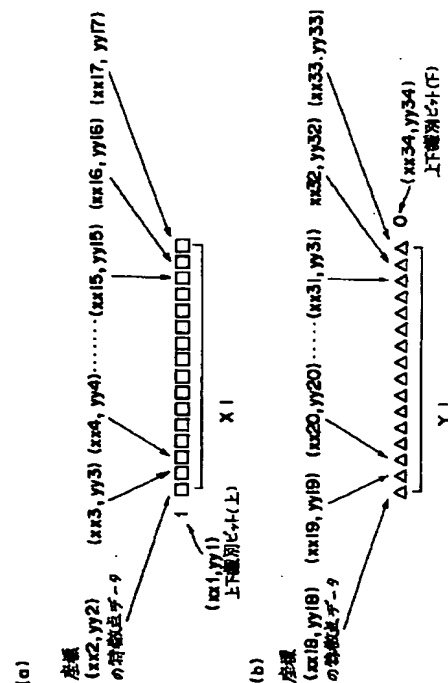 (a)
座標
(xx2, yy2) (xx3, yy3) (xx4, yy4)······(xx15, yy15) (xx16, yy16) (xx17, yy17)
の特徴点データ
1
(xx1, yy1)
上下識別ビット(上)
X1
(b)
座標
(xx18, yy18) (xx19, yy19) (xx20, yy20)······(xx31, yy31) xx32, yy32) (xx33. yy33)
の特徴点データ
0
(xx34, yy34)
上下識別ビット(下)
Y1